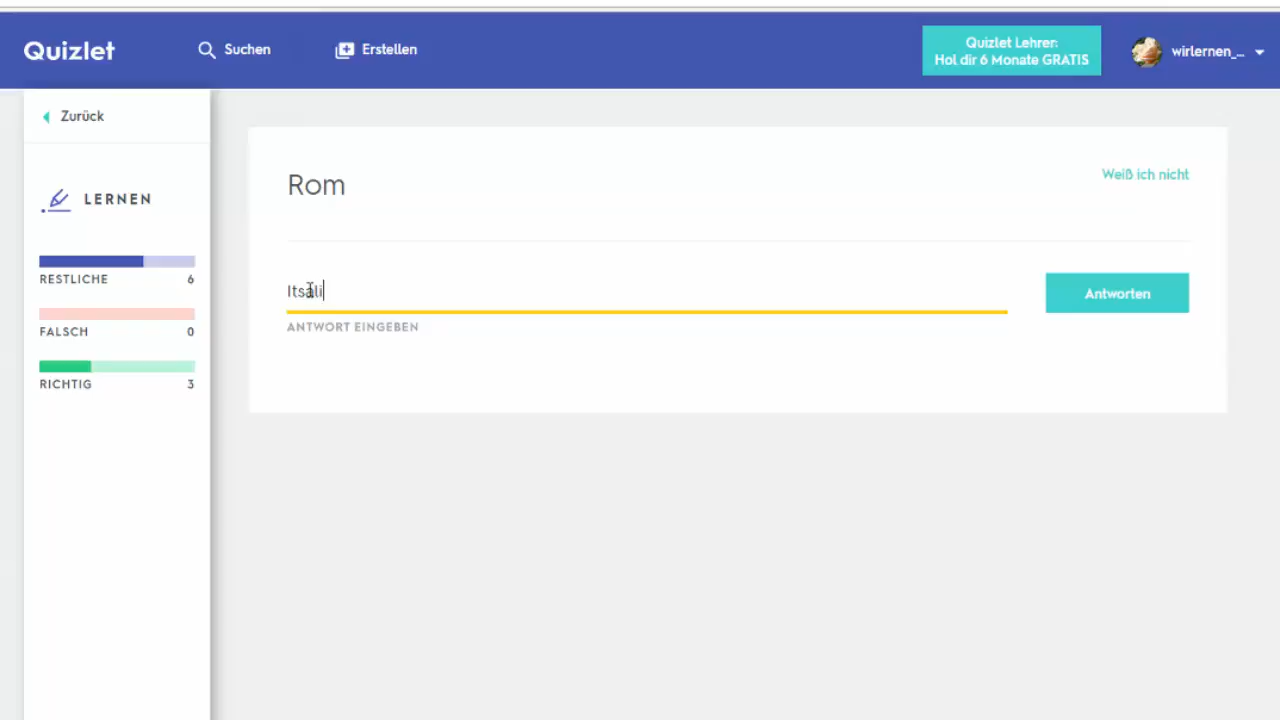 Quizlet
Suchen
Erstellen
Quizlet Lehrer:
Hol dir 6 Monate GRATIS
wirlernen_...
Zurück
LERNEN
RESTLICHE 6
FALSCH 0
RICHTIG 3
Rom
Weiß ich nicht
Itsali
Antworten
ANTWORT EINGEBEN